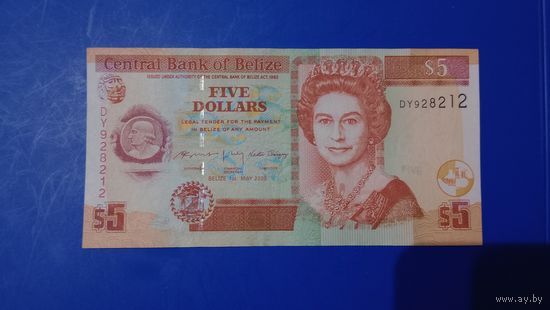 Central Bank of Belize
ISSUED UNDER AUTHORITY OF THE CENTRAL BANK OF BELIZE ACT 1982
$5
FIVE
DOLLARS
DY928212
LEGAL TENDER FOR THE PAYMENT
IN BELIZE OF ANY AMOUNT
DY928212
BELIZE 1st MAY
$5
$5
www.ay.by